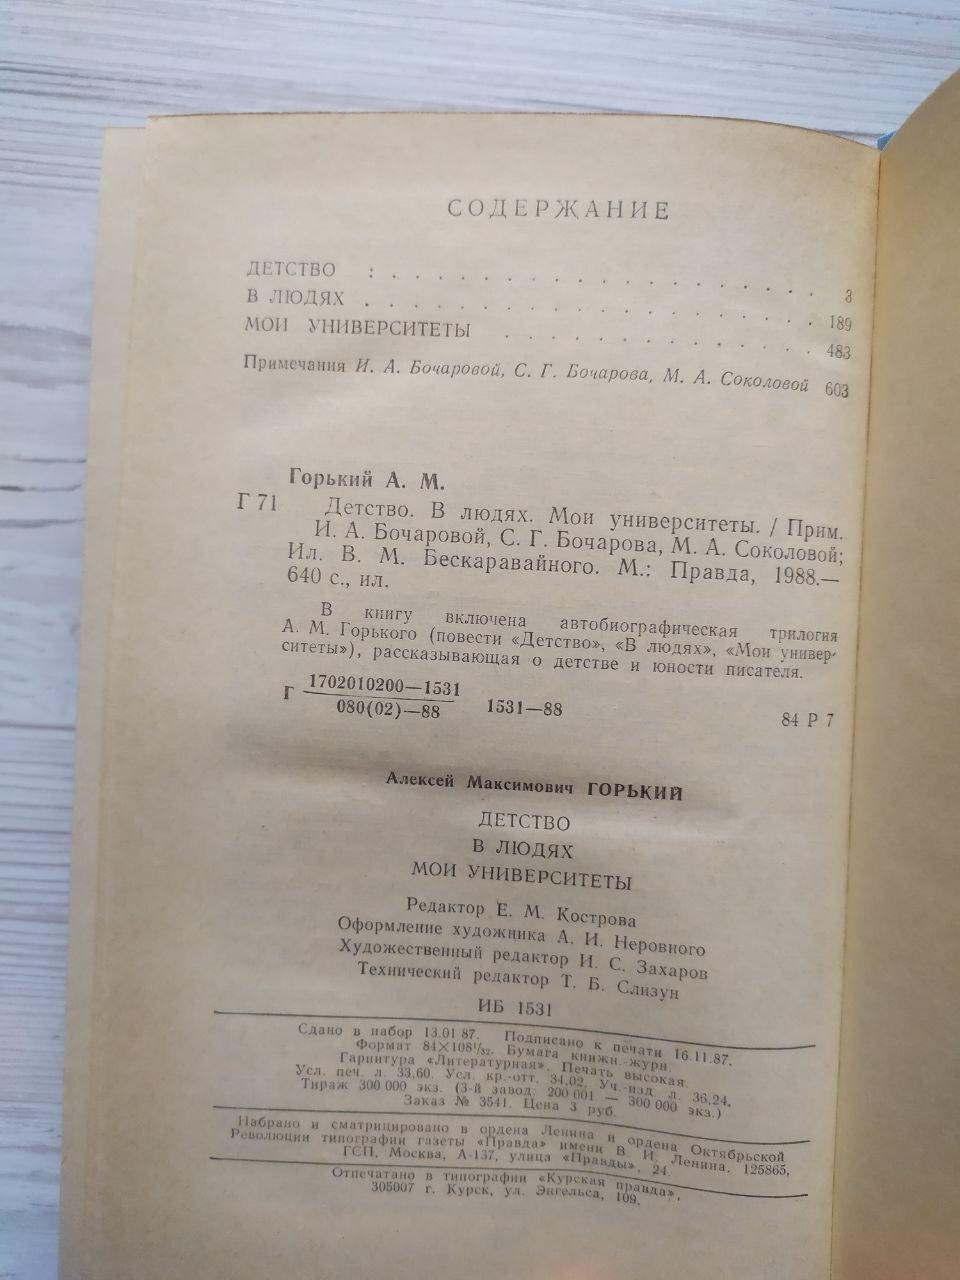 СОДЕРЖАНИЕ
ДЕТСТВО : . . . . . . . . . . . . . . . . . . . 3
В ЛЮДЯХ . . . . . . . . . . . . . . . . . . . 189
МОИ УНИВЕРСИТЕТЫ . . . . . . . . . . . . 483
Примечания И. А. Бочаровой, С. Г. Бочарова, М. А. Соколовой 603
Горький А. М.
Г 71 Детство. В людях. Мои университеты. / Прим.
И. А. Бочаровой, С. Г. Бочарова, М. А. Соколовой;
Ил. В. М. Бескаравайного. М.: Правда, 1988.—
640 с., ил.
В книгу включена автобиографическая трилогия
А. М. Горького (повести «Детство», «В людях», «Мои универ-
ситеты»), рассказывающая о детстве и юности писателя.
Г 1702010200—1531
080(02)—88 1531—88
84 Р 7
Алексей Максимович ГОРЬКИЙ
ДЕТСТВО
В ЛЮДЯХ
МОИ УНИВЕРСИТЕТЫ
Редактор Е. М. Кострова
Оформление художника А. И. Неровного
Художественный редактор И. С. Захаров
Технический редактор Т. Б. Слизун
ИБ 1531
Сдано в набор 13.01 87. Подписано к печати 16.11.87.
Формат 84×108¹/₃₂. Бумага книжн.-журн.
Гарнитура «Литературная». Печать высокая.
Усл. печ. л. 33,60. Усл. кр.-отт. 34,02. Уч.-изд. л. 36,24.
Тираж 300 000 экз. (3-й завод: 200 001 — 300 000 экз.)
Заказ № 3541. Цена 3 руб.
Набрано и сматрицировано в ордена Ленина и ордена Октябрьской
Революции типографии газеты «Правда» имени В. И. Ленина. 125865,
ГСП, Москва, А-137, улица «Правды», 24.
Отпечатано в типографии «Курская правда»,
305007 г. Курск, ул. Энгельса, 109.